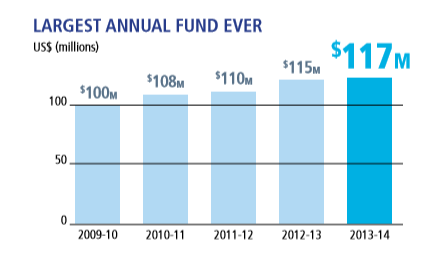 LARGEST ANNUAL FUND EVER
US$ (millions)
$100M
$108M
$110M
$115M
$117M
100
50
0
2009-10
2010-11
2011-12
2012-13
2013-14